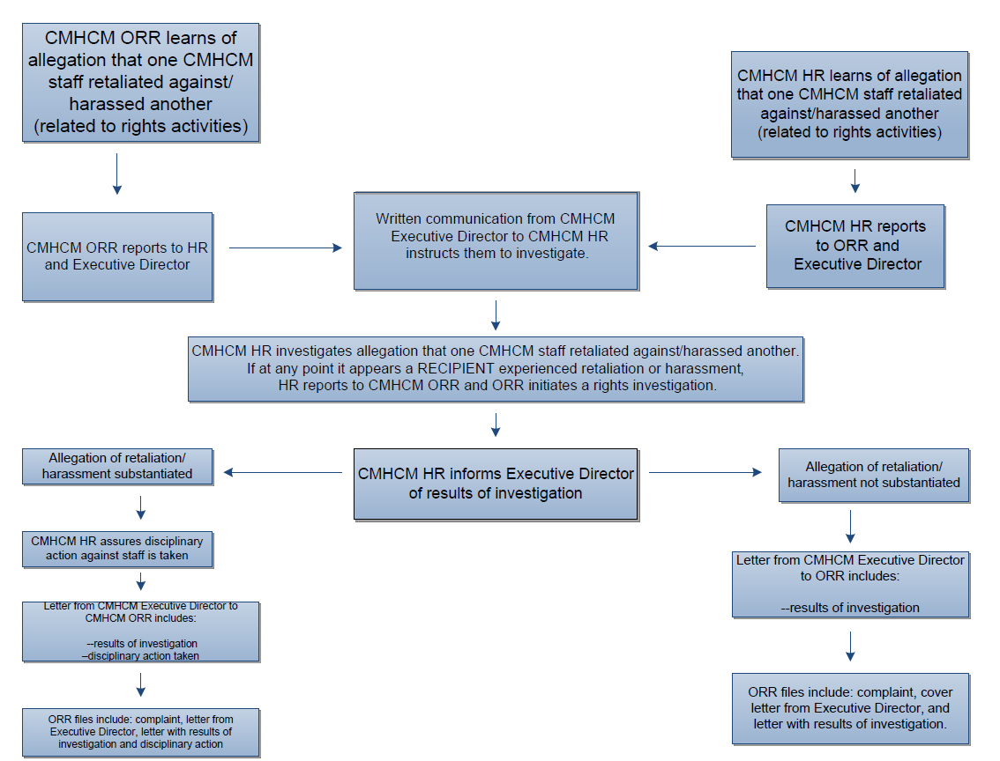 CMHCM ORR learns of
allegation that one CMHCM
staff retaliated against/
harassed another
(related to rights activities)
CMHCM HR learns of allegation
that one CMHCM staff retaliated
against/harassed another
(related to rights activities)
CMHCM ORR reports to HR
and Executive Director
Written communication from CMHCM
Executive Director to CMHCM HR
instructs them to investigate.
CMHCM HR reports
to ORR and
Executive Director
CMHCM HR investigates allegation that one CMHCM staff retaliated against/harassed another.
If at any point it appears a RECIPIENT experienced retaliation or harassment,
HR reports to CMHCM ORR and ORR initiates a rights investigation.
Allegation of retaliation/
harassment substantiated
CMHCM HR informs Executive Director
of results of investigation
Allegation of retaliation/
harassment not substantiated
CMHCM HR assures disciplinary
action against staff is taken
Letter from CMHCM Executive Director to
CMHCM ORR includes:
--results of investigation
–disciplinary action taken
Letter from CMHCM Executive Director
to ORR includes:
--results of investigation
ORR files include: complaint, letter from
Executive Director, letter with results of
investigation and disciplinary action
ORR files include: complaint, cover
letter from Executive Director, and
letter with results of investigation.